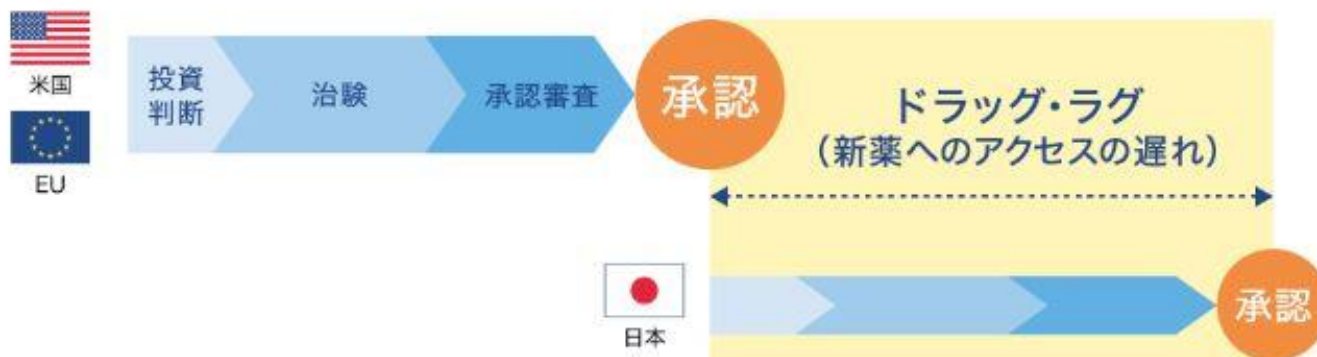 米国
EU
投資
判断
治験
承認審査
承認
ドラッグ・ラグ
（新薬へのアクセスの遅れ）
日本
承認